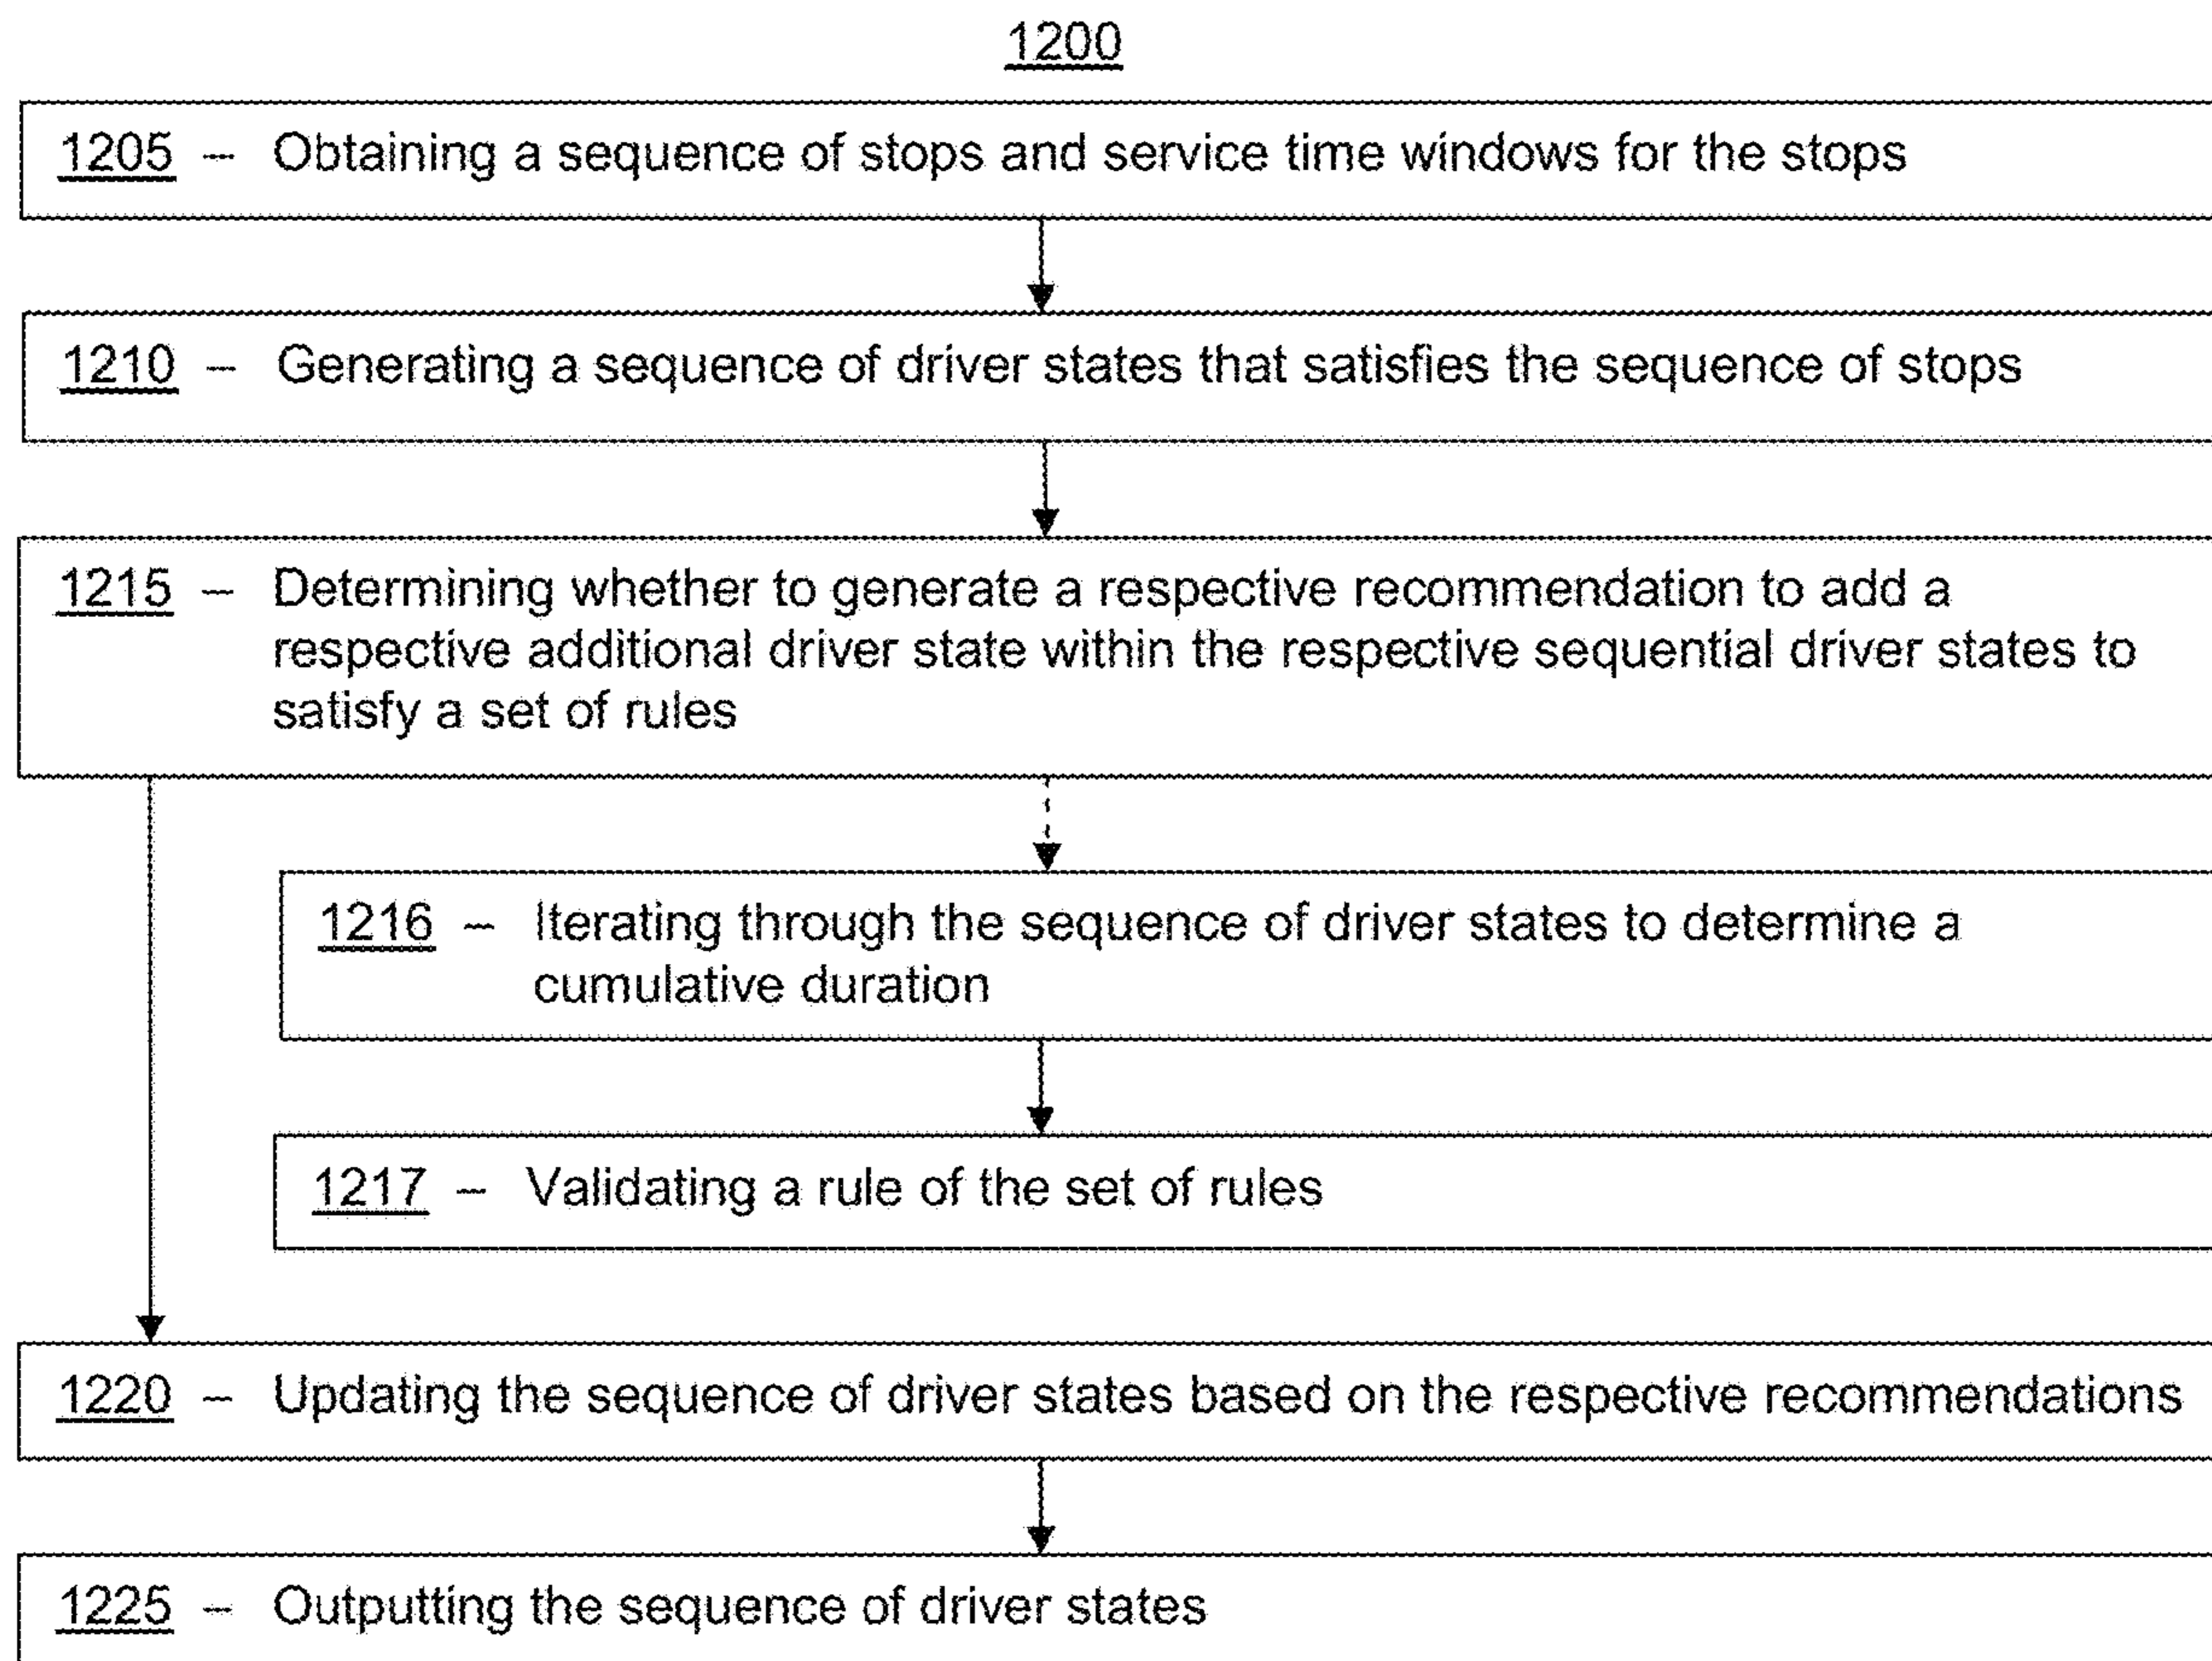 1200
1205 – Obtaining a sequence of stops and service time windows for the stops
1210 – Generating a sequence of driver states that satisfies the sequence of stops
1215 – Determining whether to generate a respective recommendation to add a
respective additional driver state within the respective sequential driver states to
satisfy a set of rules
1216 – Iterating through the sequence of driver states to determine a
cumulative duration
1217 – Validating a rule of the set of rules
1220 – Updating the sequence of driver states based on the respective recommendations
1225 – Outputting the sequence of driver states